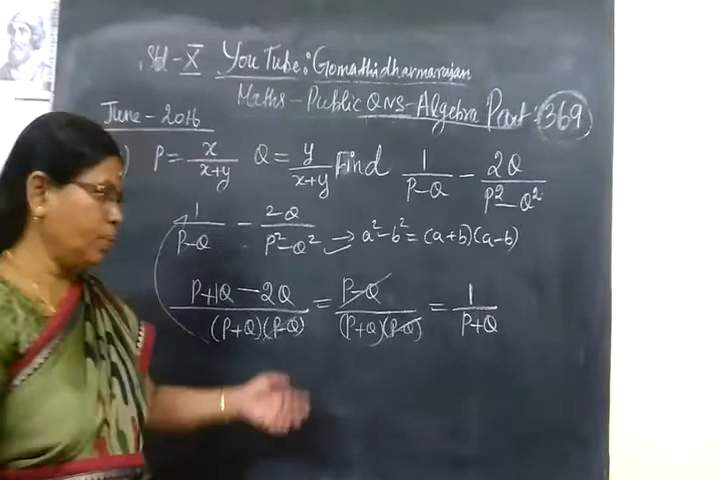 Std - X YouTube: Gomathidharmarajan
Maths - Public QNS - Algebra Part: 369
June - 2016
) P = x/(x+y) Q = y/(x+y) Find 1/(P-Q) - 2Q/(P²-Q²)
1/(P-Q) - 2Q/(P²-Q²) → a²-b² = (a+b)(a-b)
(P+1Q-2Q)/((P+Q)(P-Q)) = (P-Q)/((P+Q)(P-Q)) = 1/(P+Q)